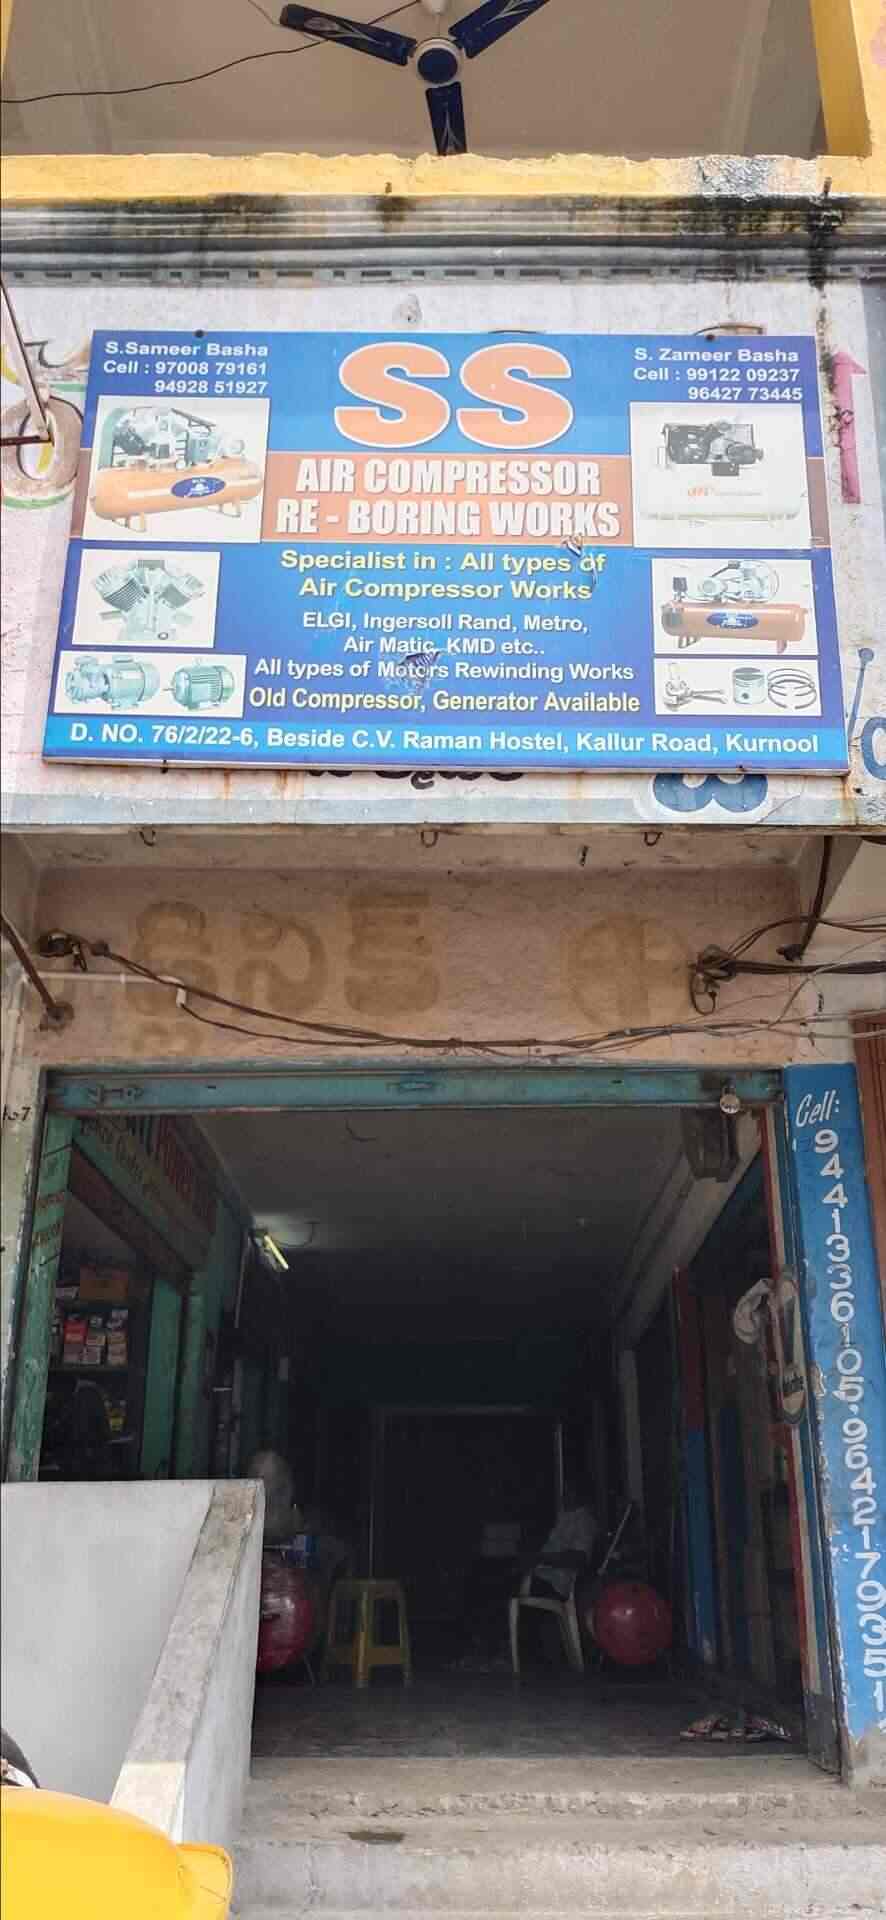 S.Sameer Basha
Cell : 97008 79161
94928 51927
SS
S. Zameer Basha
Cell : 99122 09237
96427 73445
AIR COMPRESSOR
RE - BORING WORKS
Specialist in : All types of
Air Compressor Works
ELGI, Ingersoll Rand, Metro,
Air Matic, KMD etc..
All types of Motors Rewinding Works
Old Compressor, Generator Available
D. NO. 76/2/22-6, Beside C.V. Raman Hostel, Kallur Road, Kurnool
Cell:
9441336105.9642179351